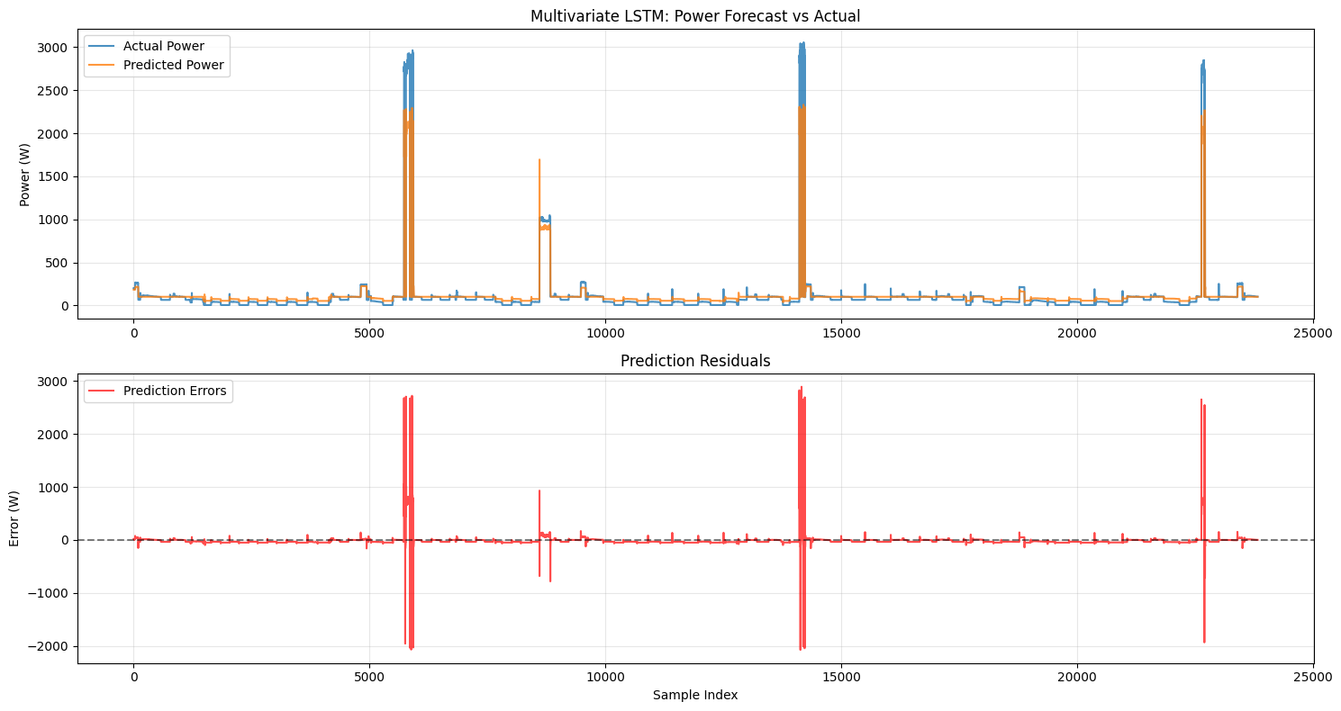 Multivariate LSTM: Power Forecast vs Actual
Actual Power
Predicted Power
Power (W)
3000
2500
2000
1500
1000
500
0
0 5000 10000 15000 20000 25000
Prediction Residuals
Prediction Errors
Error (W)
3000
2000
1000
0
−1000
−2000
0 5000 10000 15000 20000 25000
Sample Index